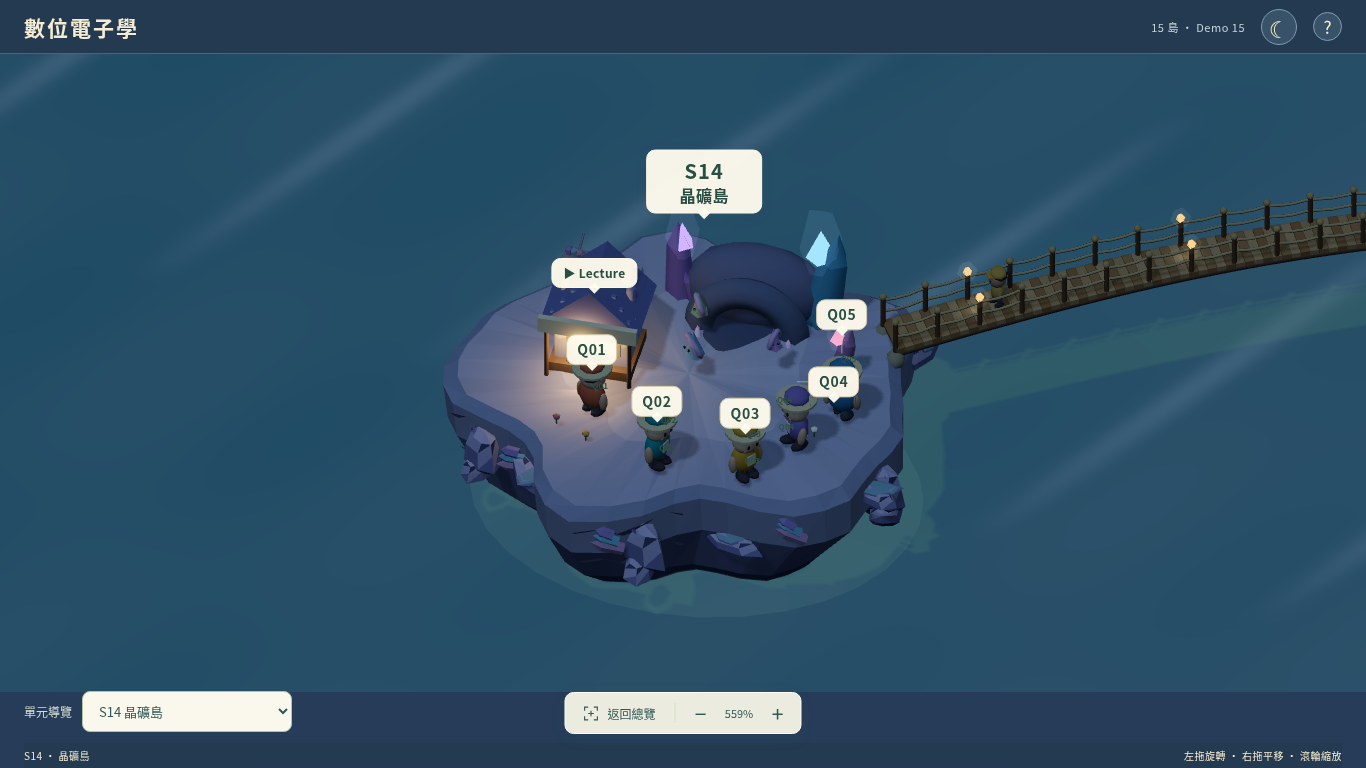 數位電子學
15 島 · Demo 15
?
S14
晶礦島
▶ Lecture
Q05
Q01
Q04
Q02
Q03
單元導覽
S14 晶礦島
返回總覽
− 559% +
S14 · 晶礦島
左拖旋轉 · 右拖平移 · 滾輪縮放